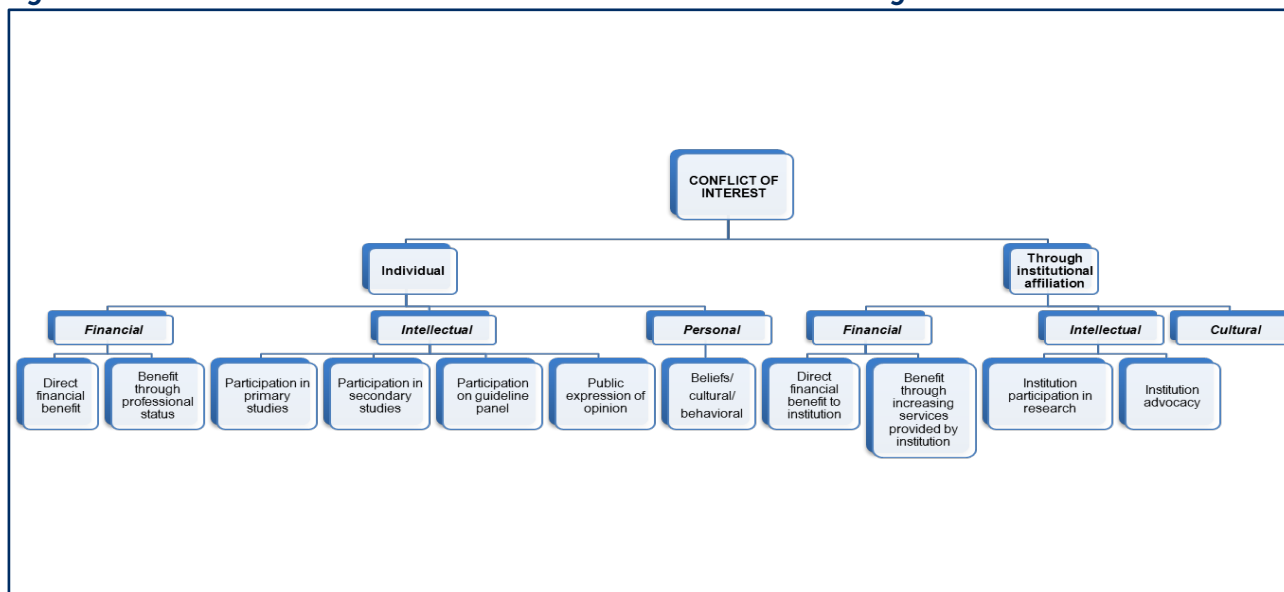 CONFLICT OF
INTEREST
Individual
Through
institutional
affiliation
Financial
Intellectual
Personal
Financial
Intellectual
Cultural
Direct
financial
benefit
Benefit
through
professional
status
Participation in
primary
studies
Participation in
secondary
studies
Participation
on guideline
panel
Public
expression of
opinion
Beliefs/
cultural/
behavioral
Direct
financial
benefit to
institution
Benefit
through
increasing
services
provided by
institution
Institution
participation in
research
Institution
advocacy